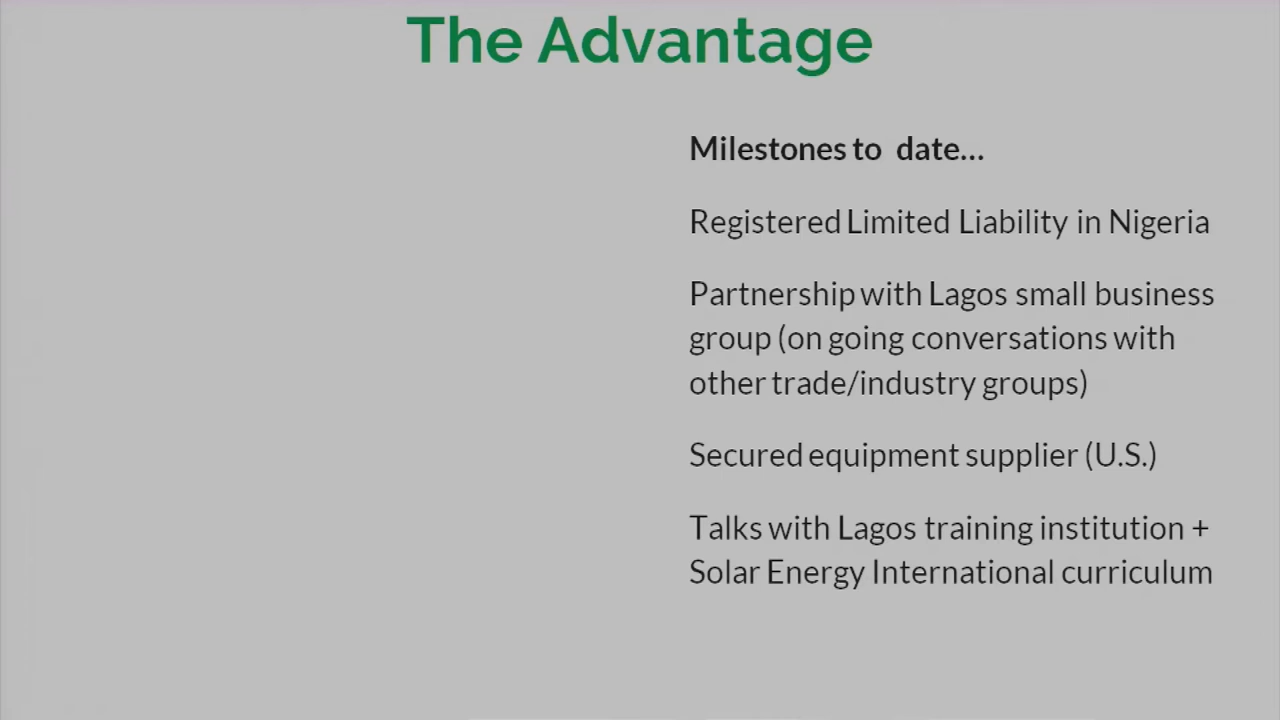 The Advantage
Milestones to date...
Registered Limited Liability in Nigeria
Partnership with Lagos small business
group (on going conversations with
other trade/industry groups)
Secured equipment supplier (U.S.)
Talks with Lagos training institution +
Solar Energy International curriculum